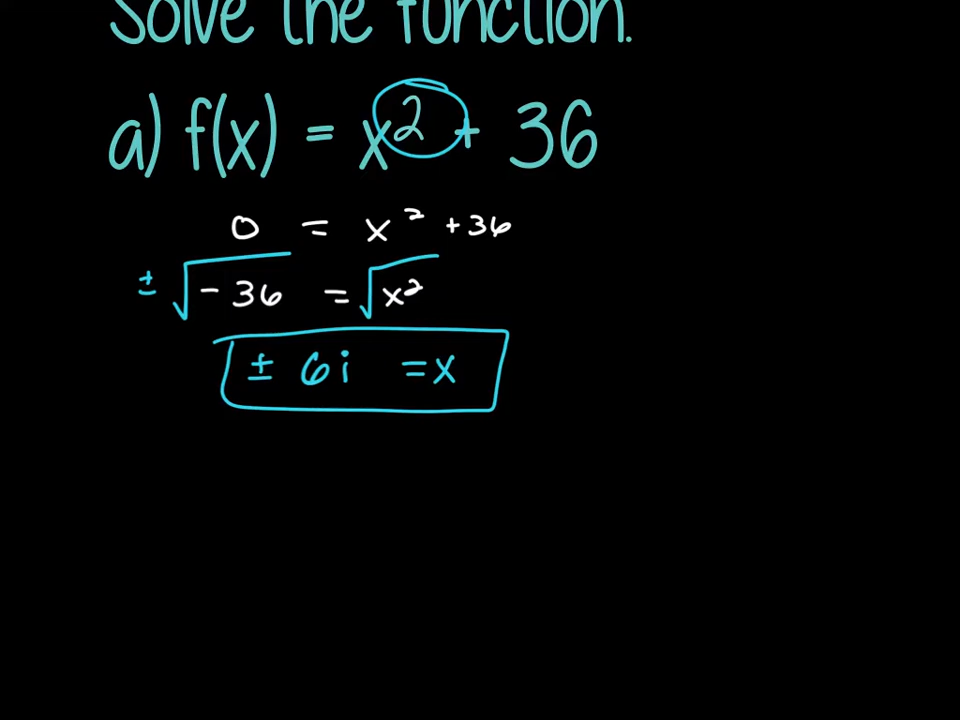 Solve the function.
a) f(x) = x² + 36
0 = x² + 36
± √-36 = √x²
± 6i = x